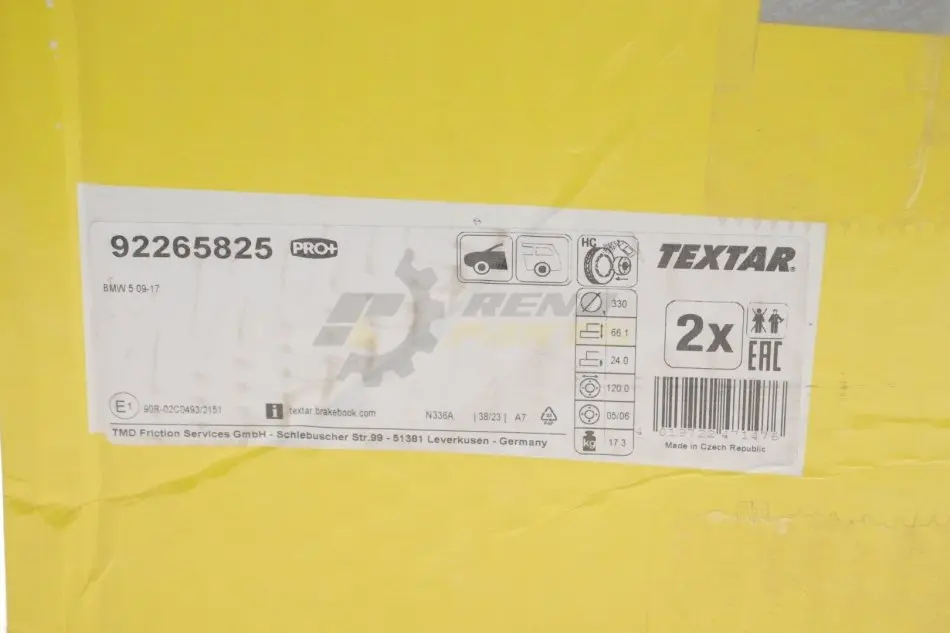 92265825 PRO+
TEXTAR®
HC
BMW 5 09-17
330
66.1
24.0
120.0
05/06
kg 17.3
2x
EAC
E1 90R-02C0493/2151
i textar.brakebook.com
N336A | 38/23 | A7
TMD Friction Services GmbH - Schlebuscher Str.99 - 51381 Leverkusen - Germany
Made in Czech Republic